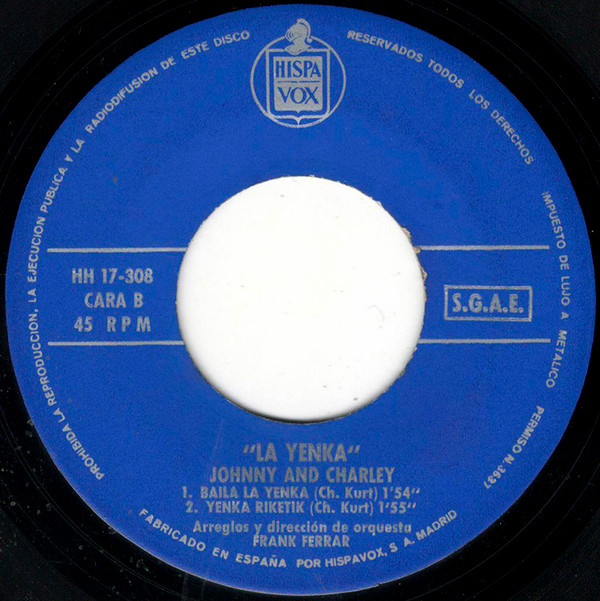 PROHIBIDA LA REPRODUCCION, LA EJECUCION PUBLICA Y LA RADIODIFUSION DE ESTE DISCO
RESERVADOS TODOS LOS DERECHOS
IMPUESTO DE LUJO A METALICO PERMISO N. 3637
HISPA
VOX
HH 17-308
CARA B
45 RPM
S.G.A.E.
"LA YENKA"
JOHNNY AND CHARLEY
1. BAILA LA YENKA (Ch. Kurt) 1'54"
2. YENKA RIKETIK (Ch. Kurt) 1'55"
Arreglos y dirección de orquesta
FRANK FERRAR
FABRICADO EN ESPAÑA POR HISPAVOX, S. A. MADRID